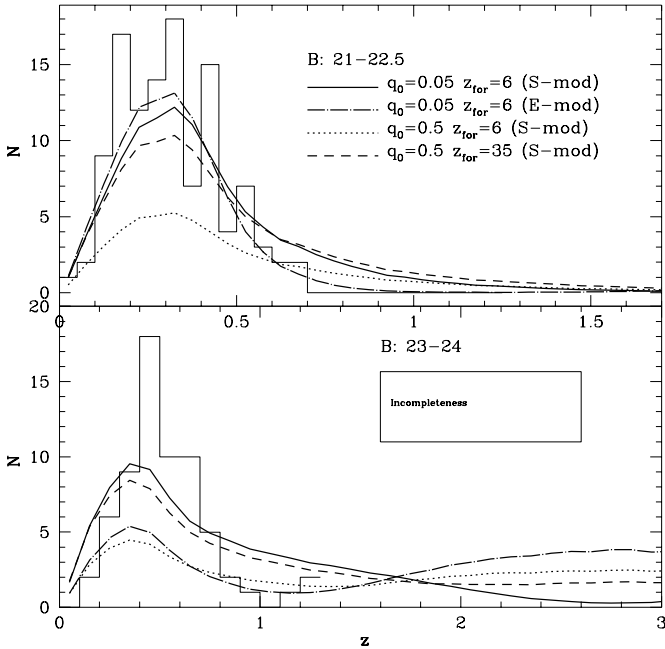 15
10
5
0
N
B: 21-22.5
q0=0.05 zfor=6 (S-mod)
q0=0.05 zfor=6 (E-mod)
q0=0.5 zfor=6 (S-mod)
q0=0.5 zfor=35 (S-mod)
0 0.5 1 1.5
20
15
10
5
0
N
B: 23-24
Incompleteness
0 1 2 3
z